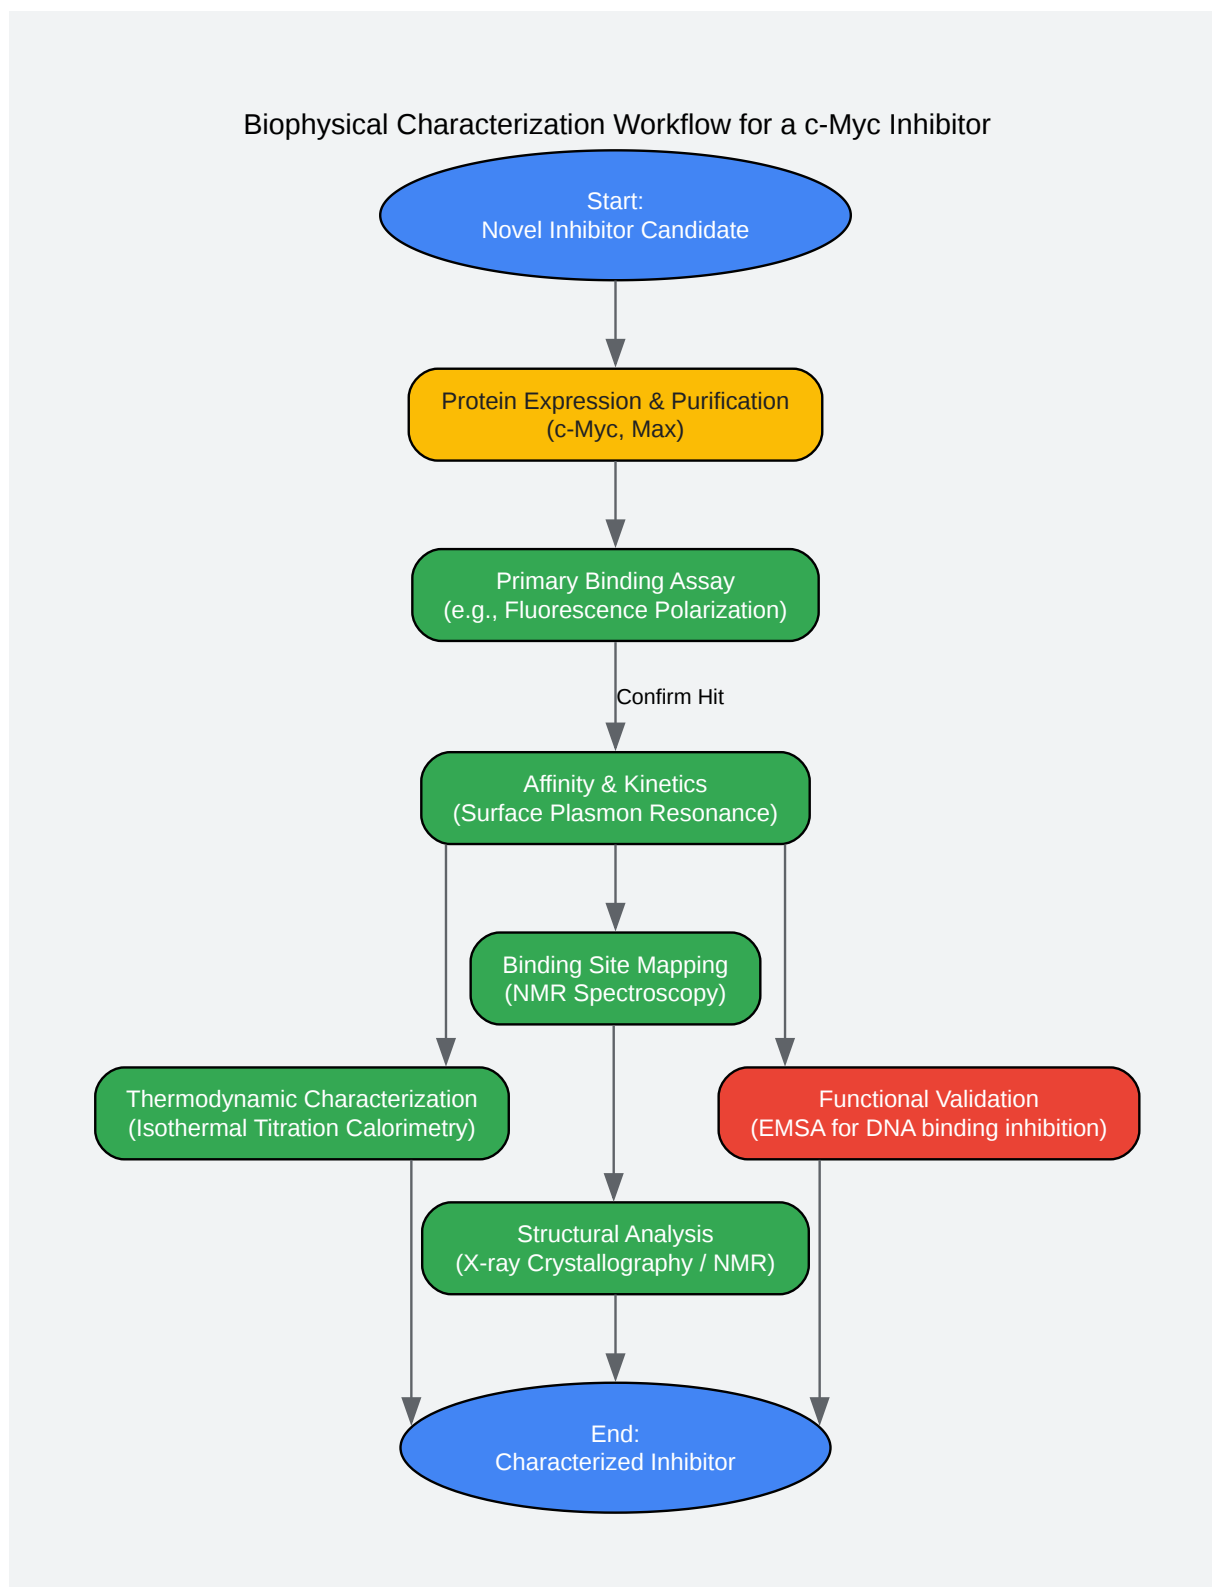 Biophysical Characterization Workflow for a c-Myc Inhibitor
Start:
Novel Inhibitor Candidate
Protein Expression & Purification
(c-Myc, Max)
Primary Binding Assay
(e.g., Fluorescence Polarization)
Confirm Hit
Affinity & Kinetics
(Surface Plasmon Resonance)
Binding Site Mapping
(NMR Spectroscopy)
Thermodynamic Characterization
(Isothermal Titration Calorimetry)
Functional Validation
(EMSA for DNA binding inhibition)
Structural Analysis
(X-ray Crystallography / NMR)
End:
Characterized Inhibitor